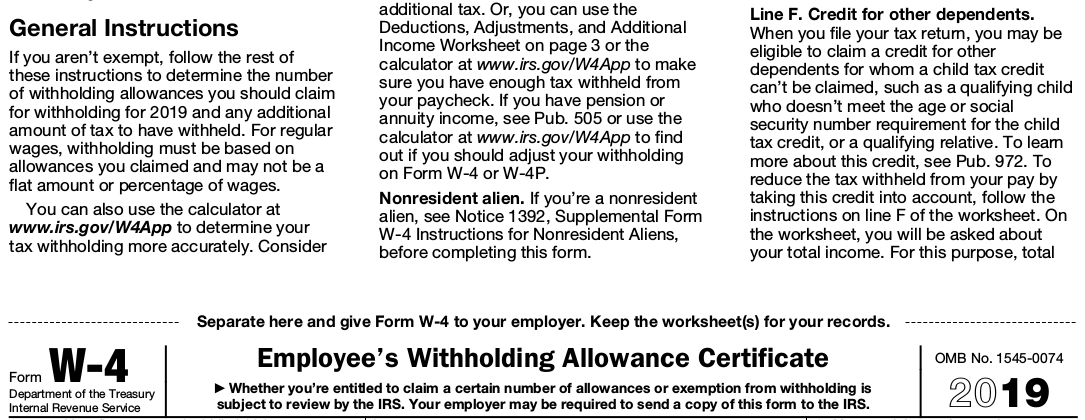 General Instructions
If you aren't exempt, follow the rest of
these instructions to determine the number
of withholding allowances you should claim
for withholding for 2019 and any additional
amount of tax to have withheld. For regular
wages, withholding must be based on
allowances you claimed and may not be a
flat amount or percentage of wages.
You can also use the calculator at
www.irs.gov/W4App to determine your
tax withholding more accurately. Consider
additional tax. Or, you can use the
Deductions, Adjustments, and Additional
Income Worksheet on page 3 or the
calculator at www.irs.gov/W4App to make
sure you have enough tax withheld from
your paycheck. If you have pension or
annuity income, see Pub. 505 or use the
calculator at www.irs.gov/W4App to find
out if you should adjust your withholding
on Form W-4 or W-4P.
Nonresident alien. If you're a nonresident
alien, see Notice 1392, Supplemental Form
W-4 Instructions for Nonresident Aliens,
before completing this form.
Line F. Credit for other dependents.
When you file your tax return, you may be
eligible to claim a credit for other
dependents for whom a child tax credit
can't be claimed, such as a qualifying child
who doesn't meet the age or social
security number requirement for the child
tax credit, or a qualifying relative. To learn
more about this credit, see Pub. 972. To
reduce the tax withheld from your pay by
taking this credit into account, follow the
instructions on line F of the worksheet. On
the worksheet, you will be asked about
your total income. For this purpose, total
Separate here and give Form W-4 to your employer. Keep the worksheet(s) for your records.
Form W-4
Department of the Treasury
Internal Revenue Service
Employee's Withholding Allowance Certificate
▶ Whether you're entitled to claim a certain number of allowances or exemption from withholding is
subject to review by the IRS. Your employer may be required to send a copy of this form to the IRS.
OMB No. 1545-0074
2019